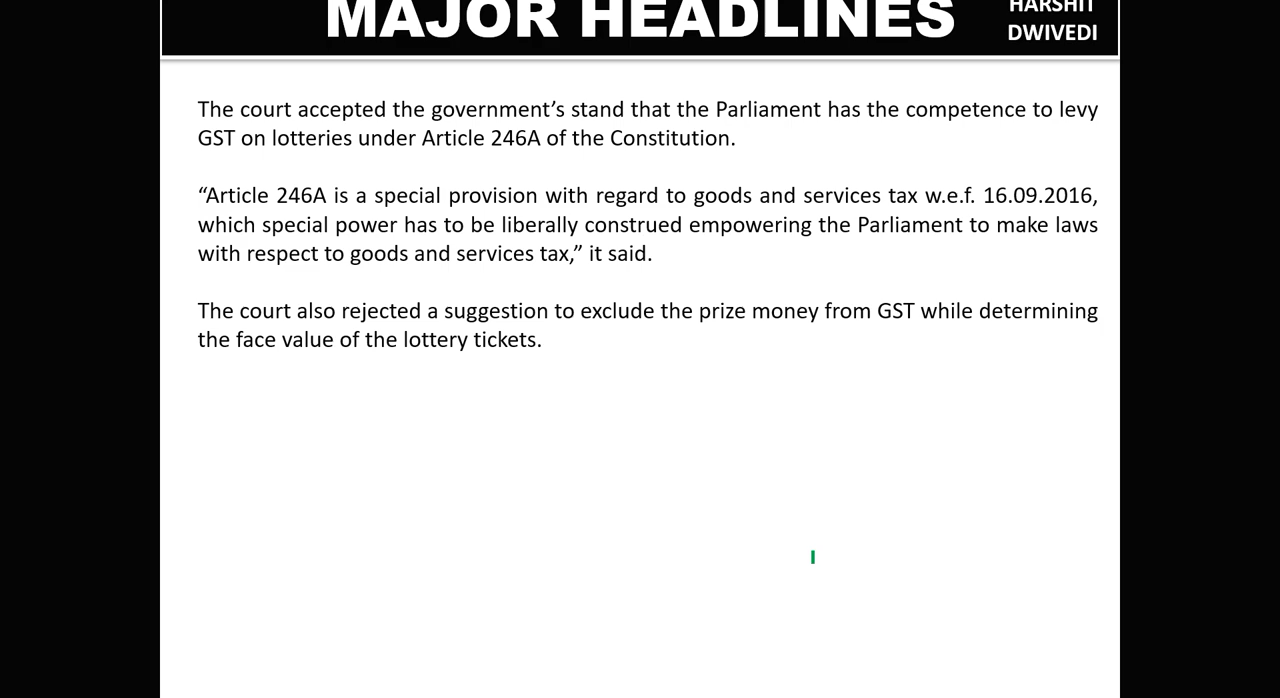 MAJOR HEADLINES
HARSHIT
DWIVEDI
The court accepted the government’s stand that the Parliament has the competence to levy
GST on lotteries under Article 246A of the Constitution.
“Article 246A is a special provision with regard to goods and services tax w.e.f. 16.09.2016,
which special power has to be liberally construed empowering the Parliament to make laws
with respect to goods and services tax,” it said.
The court also rejected a suggestion to exclude the prize money from GST while determining
the face value of the lottery tickets.